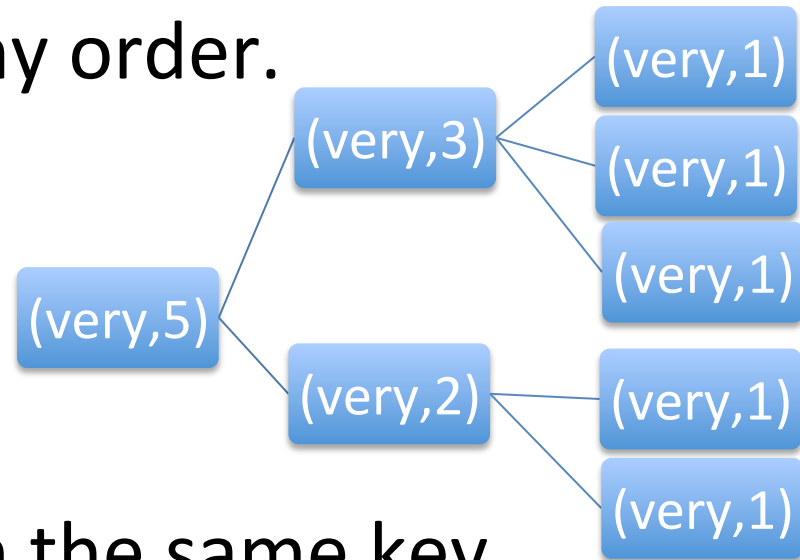 order.
(very,1)
(very,3)
(very,1)
(very,1)
(very,5)
(very,2)
(very,1)
(very,1)
the same key